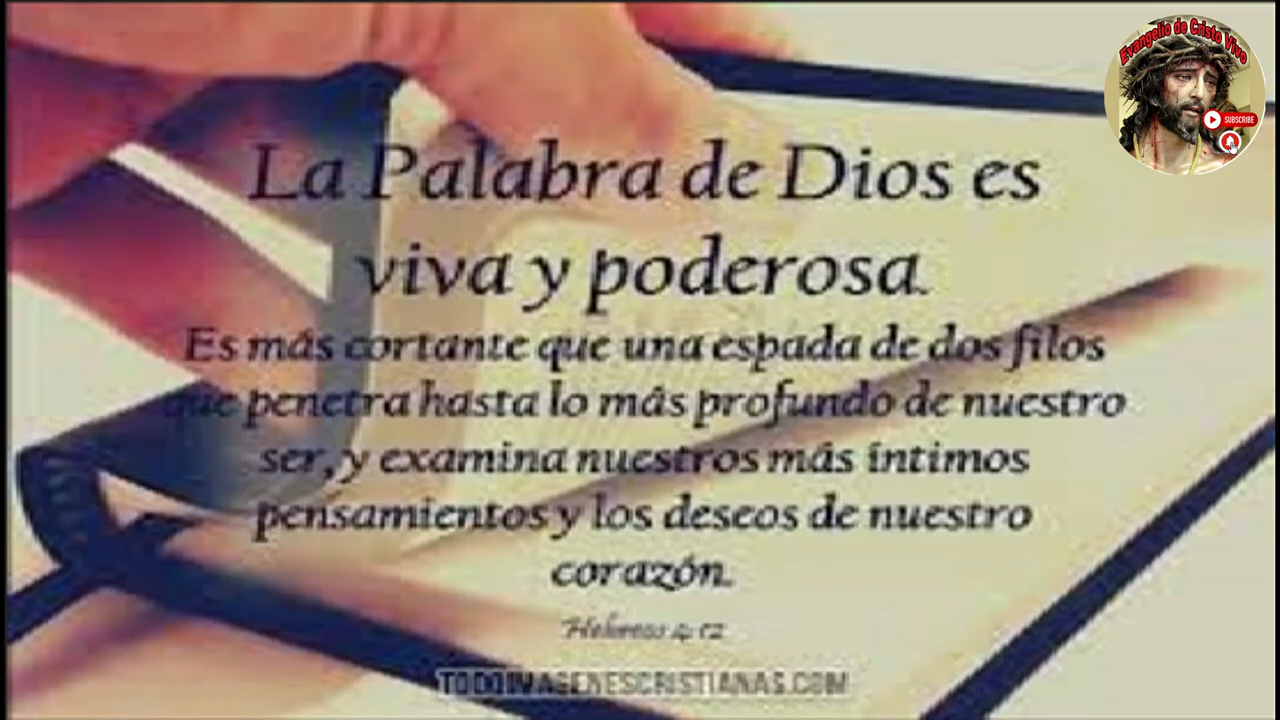 Evangelio de Cristo Vivo
SUBSCRIBE
La Palabra de Dios es
viva y poderosa.
Es más cortante que una espada de dos filos
que penetra hasta lo más profundo de nuestro
ser, y examina nuestros más íntimos
pensamientos y los deseos de nuestro
corazón.
Hebreos 4:12
TODOIMAGENESCRISTIANAS.COM